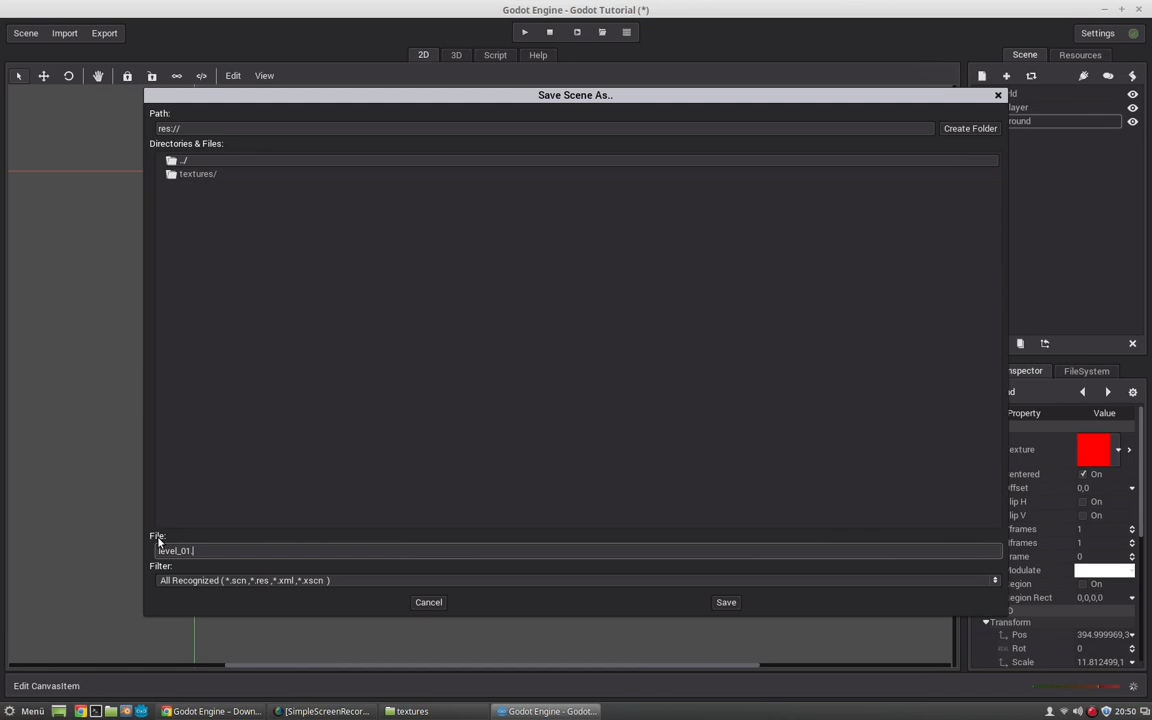 Godot Engine - Godot Tutorial (*)
Scene Import Export
Settings
2D 3D Script Help
Scene Resources
Edit View
Save Scene As..
Path:
res://
Create Folder
Directories & Files:
../
textures/
File:
level_01.
Filter:
All Recognized ( *.scn ,*.res ,*.xml ,*.xscn )
Cancel Save
rld
layer
round
nspector FileSystem
nd
Property Value
exture
entered On
ffset 0,0
lip H On
lip V On
frames 1
frames 1
rame 0
Modulate
egion On
egion Rect 0,0,0,0
D
Transform
Pos 394.999969,3
Rot 0
Scale 11.812499,1
Edit CanvasItem
Menü
Godot Engine – Down...
[SimpleScreenRecor...
textures
Godot Engine - Godot...
20:50